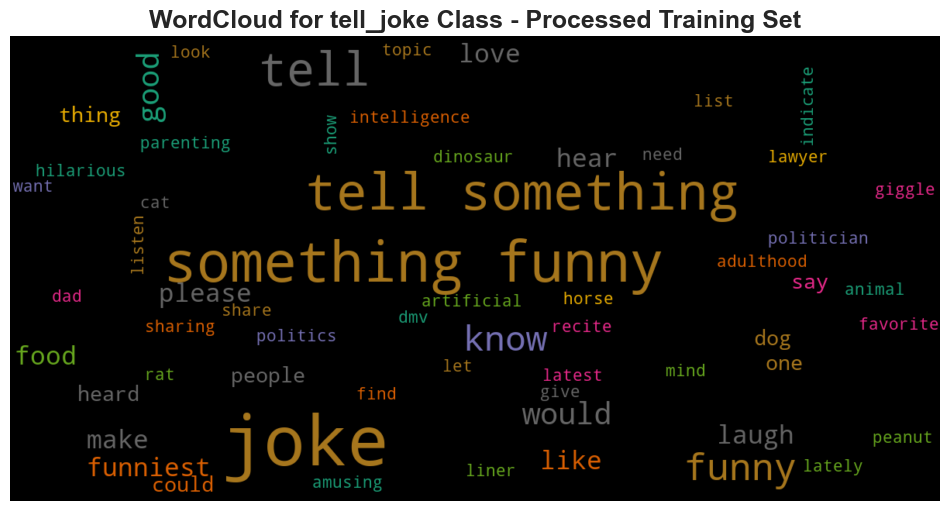 WordCloud for tell_joke Class - Processed Training Set
look
topic
love
good
tell
list
indicate
thing
show
intelligence
parenting
dinosaur
hear
need
lawyer
hilarious
want
tell something
giggle
cat
listen
politician
something funny
adulthood
dad
please
share
artificial
horse
say
animal
sharing
politics
dmv
know
recite
favorite
food
dog
one
rat
people
let
latest
mind
heard
find
give
would
make
joke
laugh
peanut
funniest
could
amusing
liner
like
funny
lately